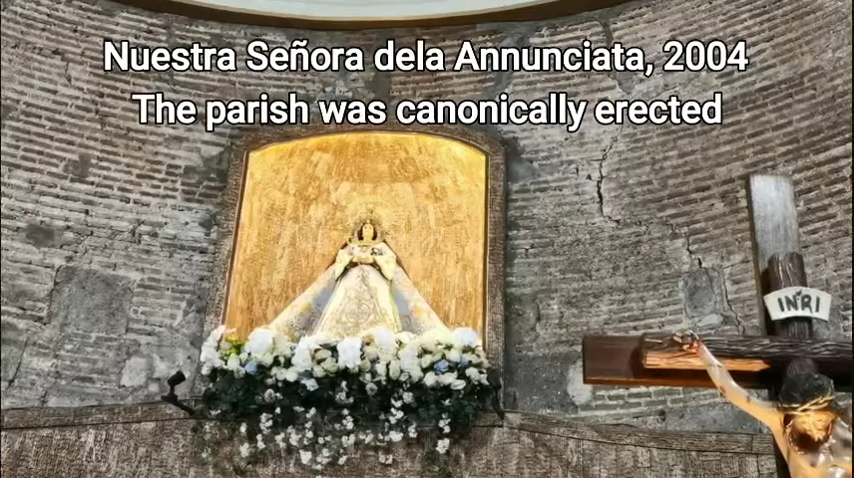 Nuestra Señora dela Annunciata, 2004
The parish was canonically erected
INRI